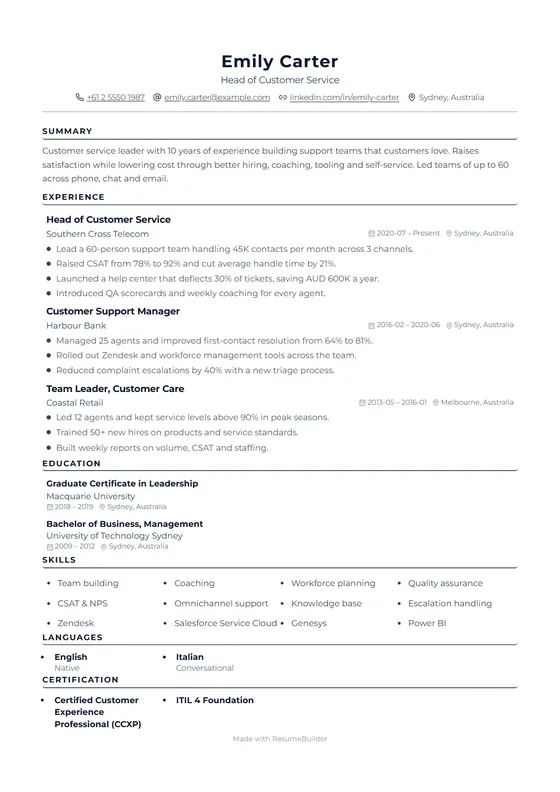 Emily Carter
Head of Customer Service
+61 2 5550 1987 emily.carter@example.com linkedin.com/in/emily-carter Sydney, Australia
SUMMARY
Customer service leader with 10 years of experience building support teams that customers love. Raises
satisfaction while lowering cost through better hiring, coaching, tooling and self-service. Led teams of up to 60
across phone, chat and email.
EXPERIENCE
Head of Customer Service
Southern Cross Telecom 2020-07 – Present Sydney, Australia
• Lead a 60-person support team handling 45K contacts per month across 3 channels.
• Raised CSAT from 78% to 92% and cut average handle time by 21%.
• Launched a help center that deflects 30% of tickets, saving AUD 600K a year.
• Introduced QA scorecards and weekly coaching for every agent.
Customer Support Manager
Harbour Bank 2016-02 – 2020-06 Sydney, Australia
• Managed 25 agents and improved first-contact resolution from 64% to 81%.
• Rolled out Zendesk and workforce management tools across the team.
• Reduced complaint escalations by 40% with a new triage process.
Team Leader, Customer Care
Coastal Retail 2013-05 – 2016-01 Melbourne, Australia
• Led 12 agents and kept service levels above 90% in peak seasons.
• Trained 50+ new hires on products and service standards.
• Built weekly reports on volume, CSAT and staffing.
EDUCATION
Graduate Certificate in Leadership
Macquarie University
2018 – 2019 Sydney, Australia
Bachelor of Business, Management
University of Technology Sydney
2009 – 2012 Sydney, Australia
SKILLS
• Team building • Coaching • Workforce planning • Quality assurance
• CSAT & NPS • Omnichannel support • Knowledge base • Escalation handling
• Zendesk • Salesforce Service Cloud • Genesys • Power BI
LANGUAGES
• English • Italian
Native Conversational
CERTIFICATION
• Certified Customer • ITIL 4 Foundation
Experience
Professional (CCXP)
Made with ResumeBuilder